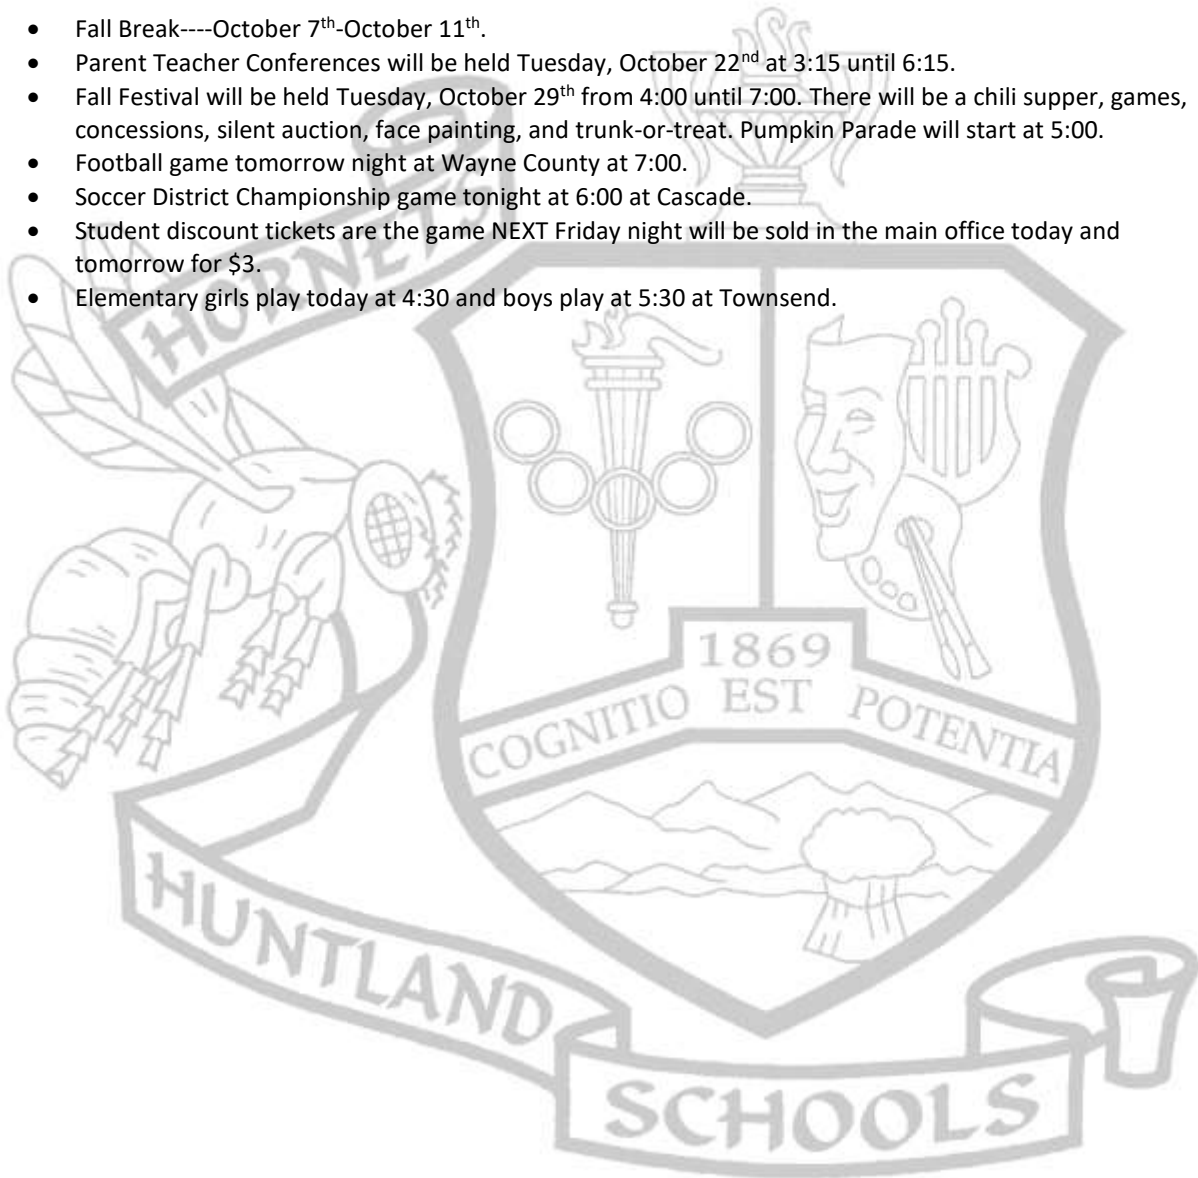 • Fall Break----October 7th-October 11th.
• Parent Teacher Conferences will be held Tuesday, October 22nd at 3:15 until 6:15.
• Fall Festival will be held Tuesday, October 29th from 4:00 until 7:00. There will be a chili supper, games,
concessions, silent auction, face painting, and trunk-or-treat. Pumpkin Parade will start at 5:00.
• Football game tomorrow night at Wayne County at 7:00.
• Soccer District Championship game tonight at 6:00 at Cascade.
• Student discount tickets are the game NEXT Friday night will be sold in the main office today and
tomorrow for $3.
• Elementary girls play today at 4:30 and boys play at 5:30 at Townsend.
HORNETS
1869
COGNITIO EST POTENTIA
HUNTLAND
SCHOOLS